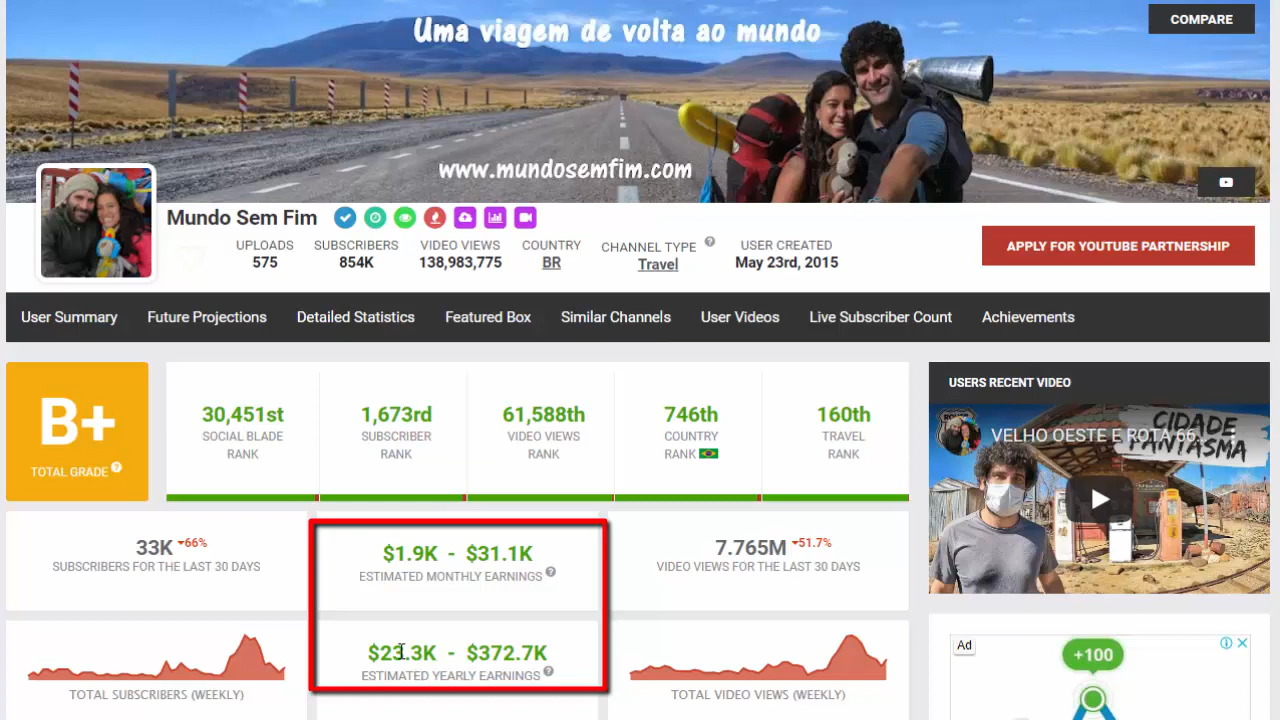 COMPARE
Uma viagem de volta ao mundo
www.mundosemfim.com
Mundo Sem Fim
UPLOADS
575
SUBSCRIBERS
854K
VIDEO VIEWS
138,983,775
COUNTRY
BR
CHANNEL TYPE ?
Travel
USER CREATED
May 23rd, 2015
APPLY FOR YOUTUBE PARTNERSHIP
User Summary
Future Projections
Detailed Statistics
Featured Box
Similar Channels
User Videos
Live Subscriber Count
Achievements
B+
TOTAL GRADE ?
30,451st
SOCIAL BLADE
RANK
1,673rd
SUBSCRIBER
RANK
61,588th
VIDEO VIEWS
RANK
746th
COUNTRY
RANK
160th
TRAVEL
RANK
USERS RECENT VIDEO
VELHO OESTE E ROTA 66...
CIDADE
FANTASMA
33K -66%
SUBSCRIBERS FOR THE LAST 30 DAYS
$1.9K - $31.1K
ESTIMATED MONTHLY EARNINGS ?
7.765M -51.7%
VIDEO VIEWS FOR THE LAST 30 DAYS
TOTAL SUBSCRIBERS (WEEKLY)
$23.3K - $372.7K
ESTIMATED YEARLY EARNINGS ?
TOTAL VIDEO VIEWS (WEEKLY)
Ad
+100